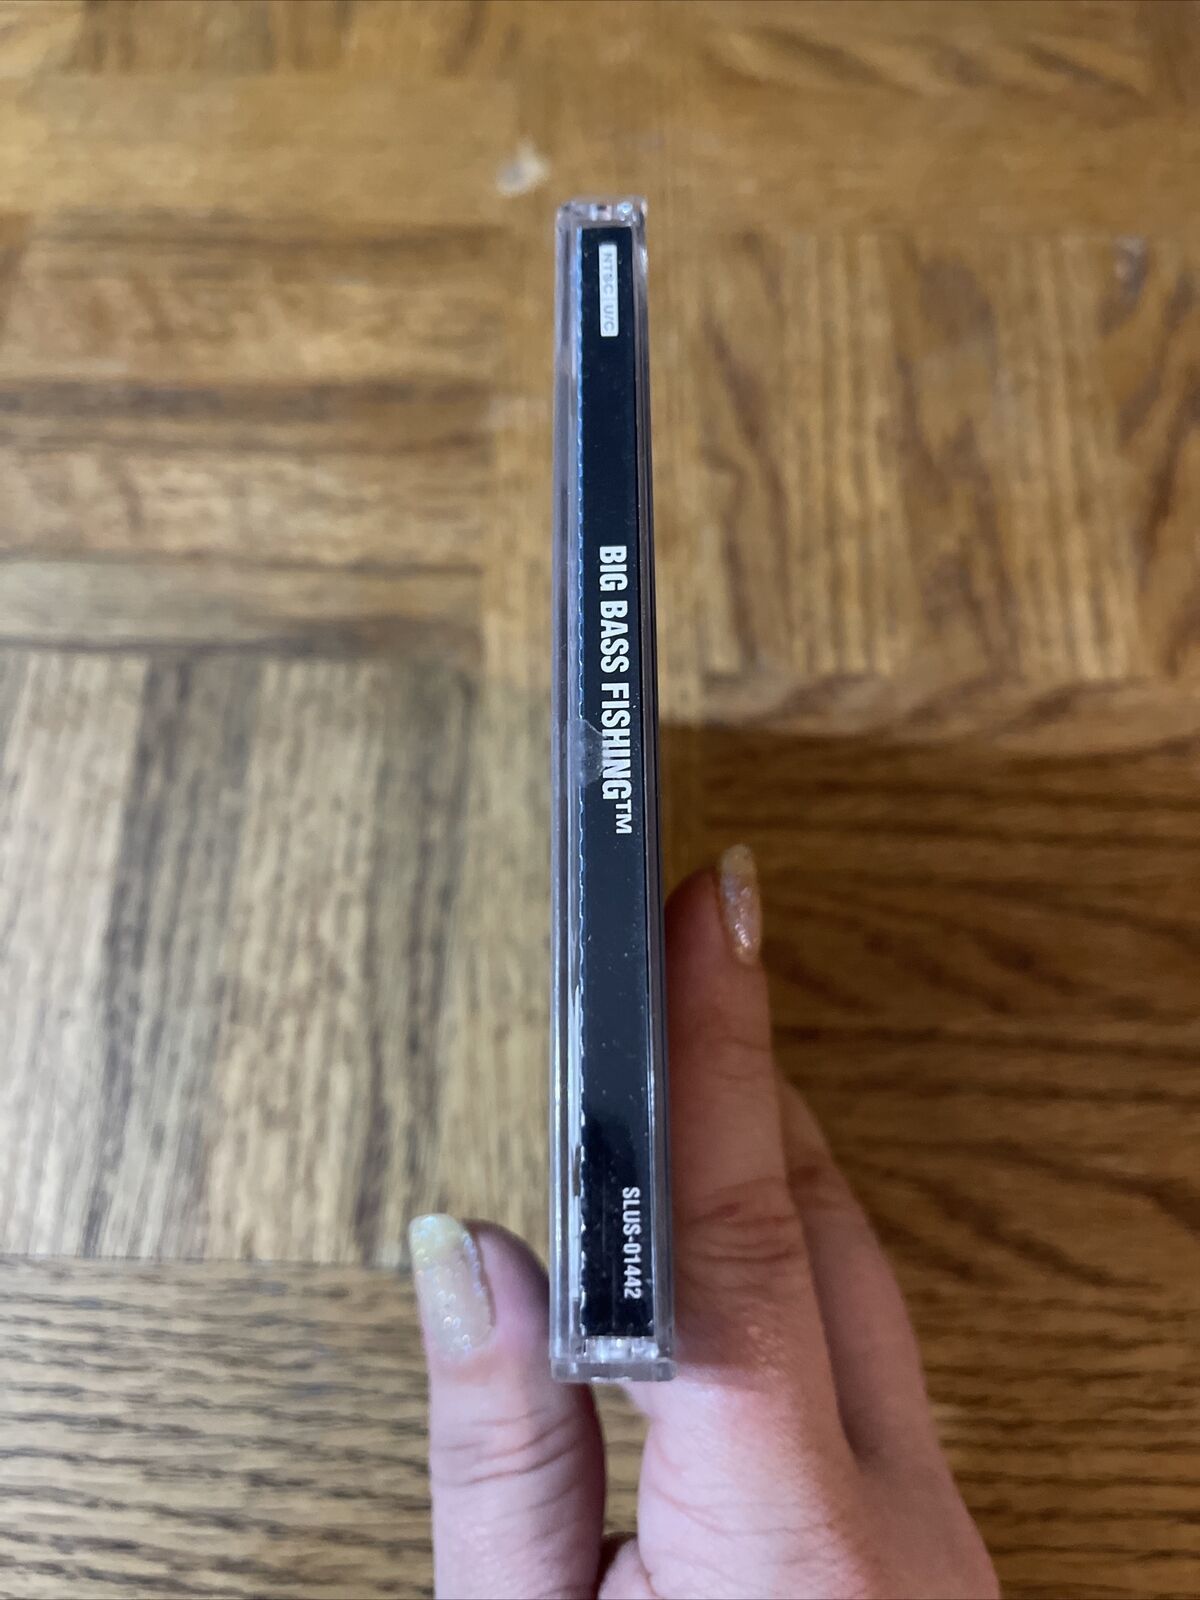 NTSC U/C
BIG BASS FISHING™
SLUS-01442